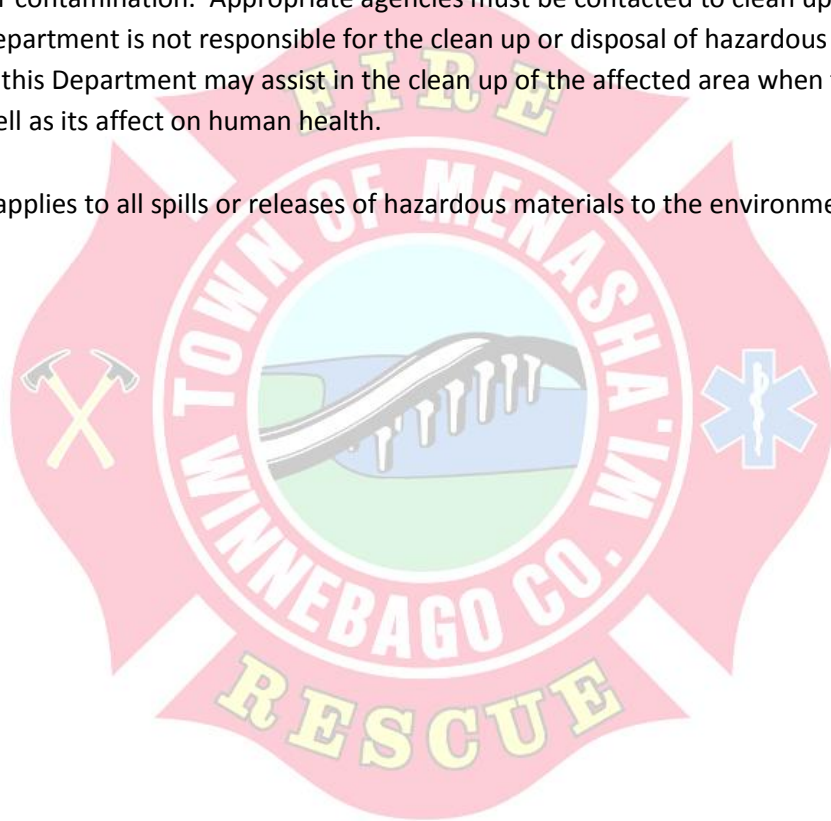 contamination.  Appropriate agencies must be contacted to clean up
epartment is not responsible for the clean up or disposal of hazardous
this Department may assist in the clean up of the affected area when
ell as its affect on human health.
applies to all spills or releases of hazardous materials to the environme
FIRE
TOWN OF MENASHA, WI
WINNEBAGO CO.
RESCUE